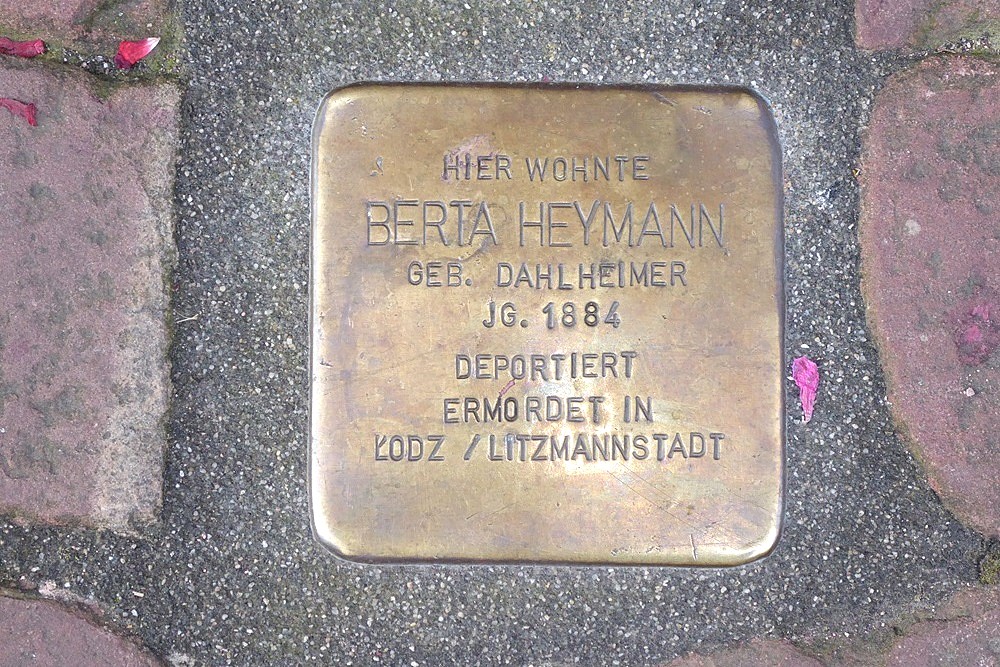 HIER WOHNTE
BERTA HEYMANN
GEB. DAHLHEIMER
JG. 1884
DEPORTIERT
ERMORDET IN
ŁODZ / LITZMANNSTADT